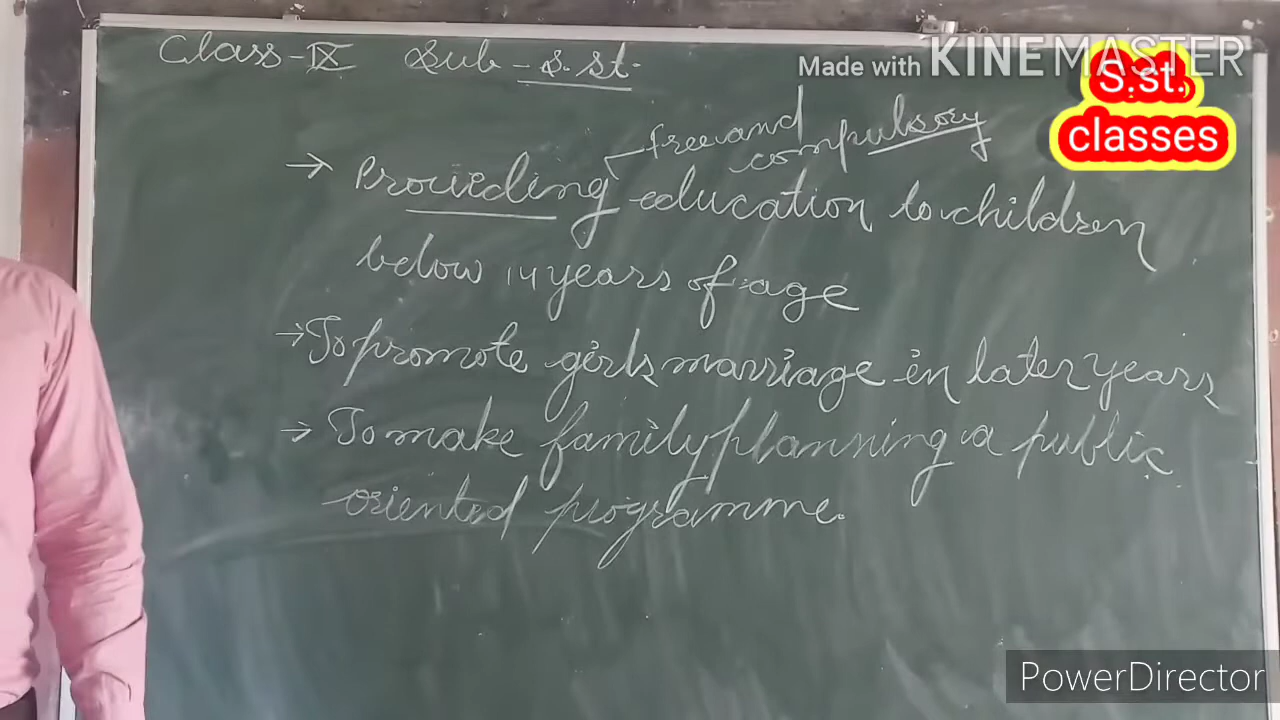 Class-IX Sub-S.st.
Made with KINEMASTER
S.st.
classes
free and
compulsory
→ Provieding education to children
below 14 years of age
→ To promote girls marriage in later years
→ To make family planning a public
oriented programme.
PowerDirector